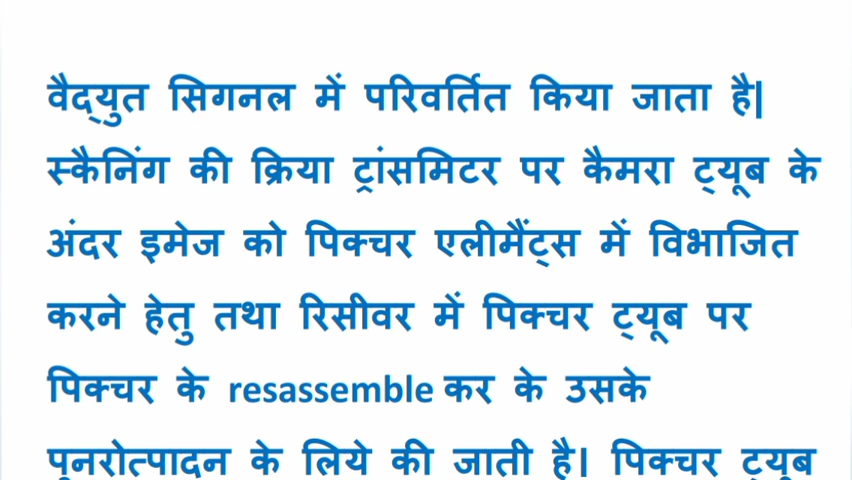 वैद्युत सिगनल में परिवर्तित किया जाता है|
स्कैनिंग की क्रिया ट्रांसमिटर पर कैमरा ट्यूब के
अंदर इमेज को पिक्चर एलीमैंट्स में विभाजित
करने हेतु तथा रिसीवर में पिक्चर ट्यूब पर
पिक्चर के resassemble कर के उसके
पुनरोत्पादन के लिये की जाती है। पिक्चर ट्यूब